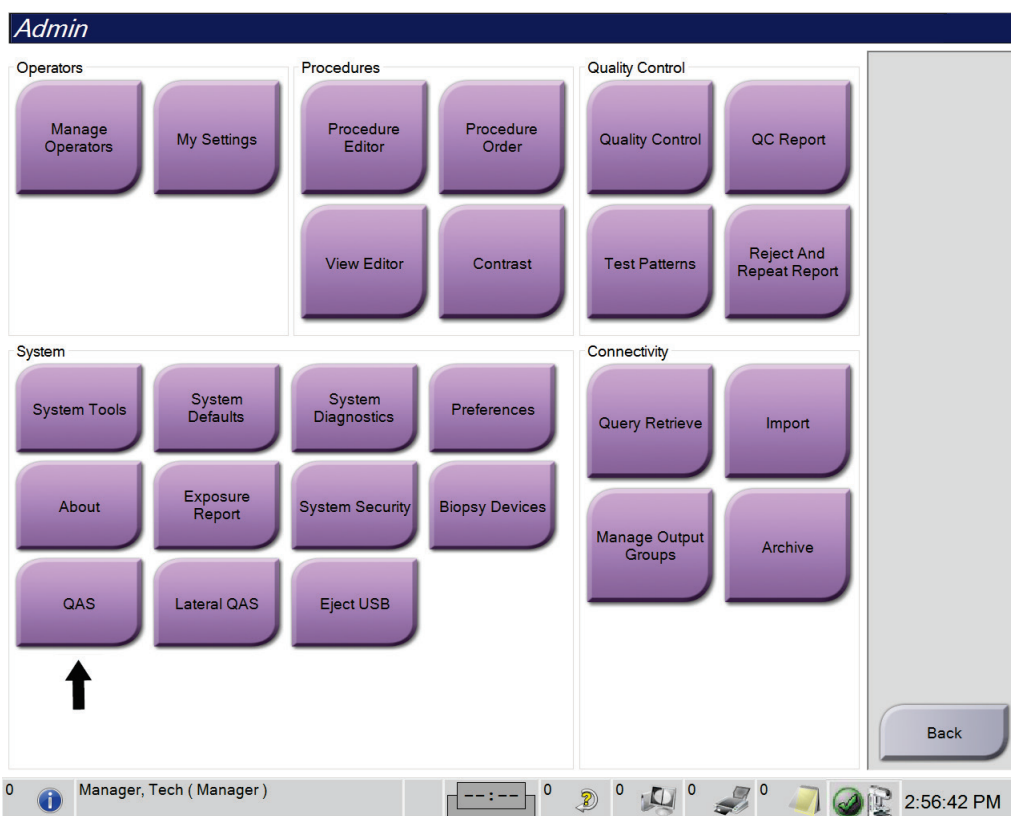 Admin
Operators
Manage
Operators
My Settings
Procedures
Procedure
Editor
Procedure
Order
View Editor
Contrast
Quality Control
Quality Control
QC Report
Test Patterns
Reject And
Repeat Report
System
System Tools
System
Defaults
System
Diagnostics
Preferences
About
Exposure
Report
System Security
Biopsy Devices
QAS
Lateral QAS
Eject USB
Connectivity
Query Retrieve
Import
Manage Output
Groups
Archive
Back
0
Manager, Tech ( Manager )
--:--
0
0
0
0
2:56:42 PM